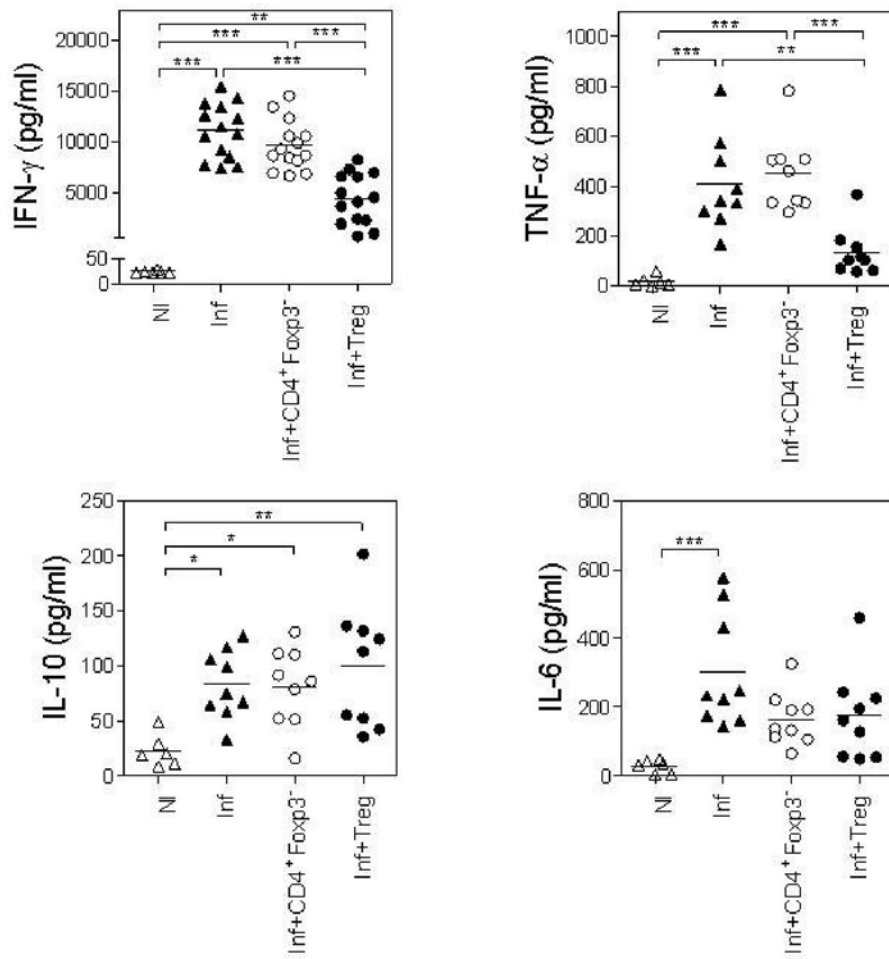 IFN-γ (pg/ml)
20000
15000
10000
5000
50
0
**
*** ***
*** ***
NI
Inf
Inf+CD4⁺Foxp3⁻
Inf+Treg
TNF-α (pg/ml)
1000
800
600
400
200
0
*** ***
*** **
NI
Inf
Inf+CD4⁺Foxp3⁻
Inf+Treg
IL-10 (pg/ml)
250
200
150
100
50
0
**
*
*
NI
Inf
Inf+CD4⁺Foxp3⁻
Inf+Treg
IL-6 (pg/ml)
800
600
400
200
0
***
NI
Inf
Inf+CD4⁺Foxp3⁻
Inf+Treg